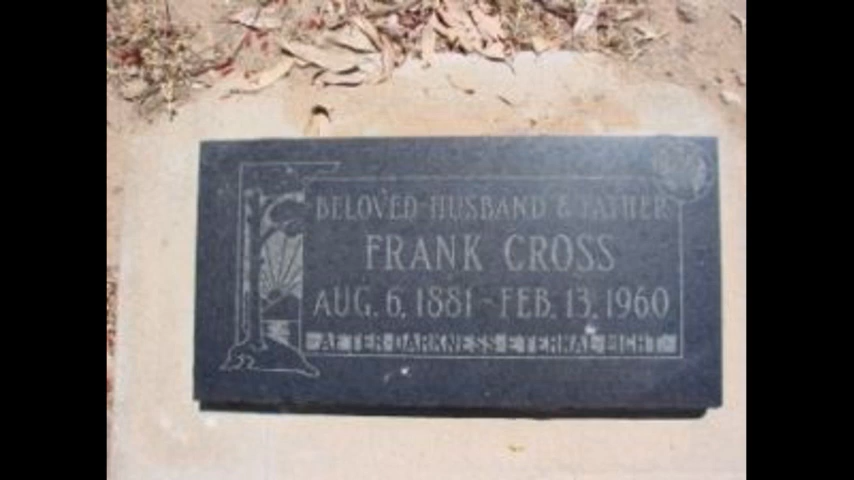 BELOVED HUSBAND & FATHER
FRANK CROSS
AUG. 6, 1881 - FEB. 13, 1960
AFTER DARKNESS ETERNAL LIGHT